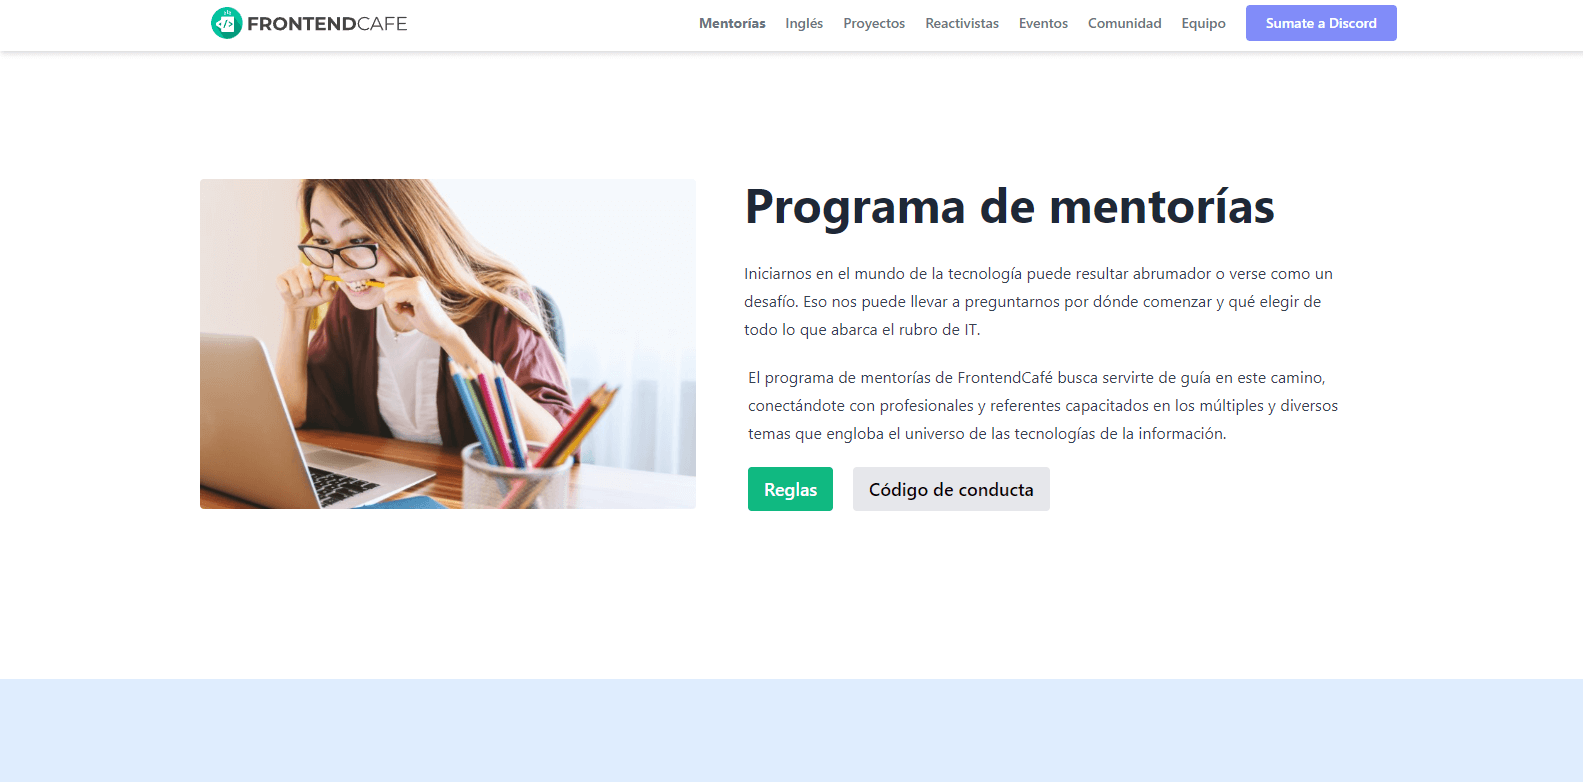 FRONTENDCAFE
Mentorías Inglés Proyectos Reactivistas Eventos Comunidad Equipo Sumate a Discord
Programa de mentorías
Iniciarnos en el mundo de la tecnología puede resultar abrumador o verse como un
desafío. Eso nos puede llevar a preguntarnos por dónde comenzar y qué elegir de
todo lo que abarca el rubro de IT.
El programa de mentorías de FrontendCafé busca servirte de guía en este camino,
conectándote con profesionales y referentes capacitados en los múltiples y diversos
temas que engloba el universo de las tecnologías de la información.
Reglas Código de conducta